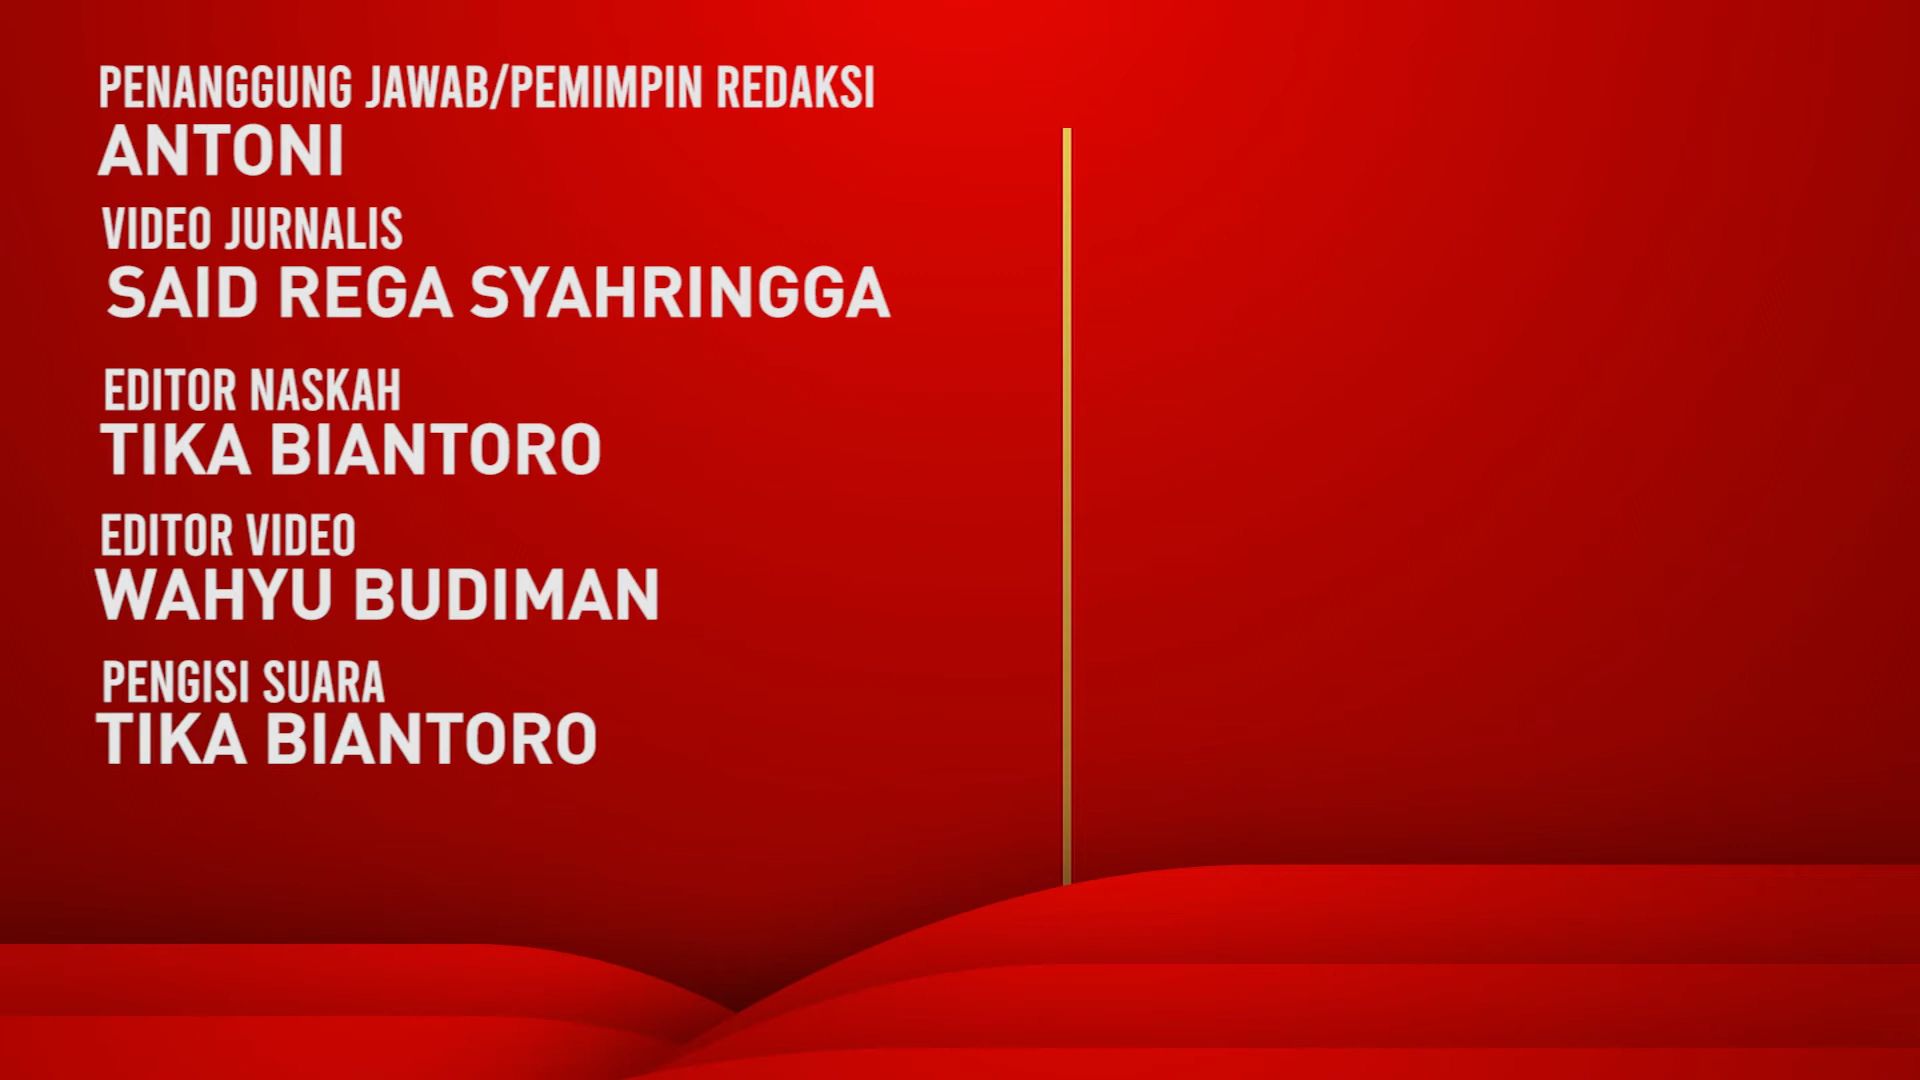 PENANGGUNG JAWAB/PEMIMPIN REDAKSI
ANTONI
VIDEO JURNALIS
SAID REGA SYAHRINGGA
EDITOR NASKAH
TIKA BIANTORO
EDITOR VIDEO
WAHYU BUDIMAN
PENGISI SUARA
TIKA BIANTORO